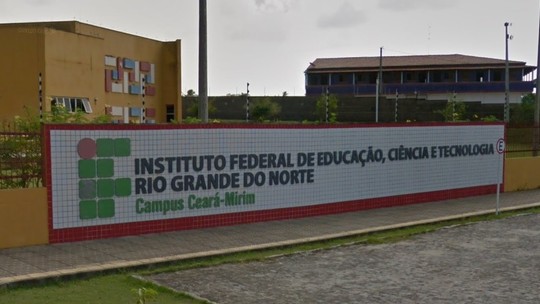 INSTITUTO FEDERAL DE EDUCAÇÃO, CIÊNCIA E TECNOLOGIA
RIO GRANDE DO NORTE
Campus Ceará-Mirim
E